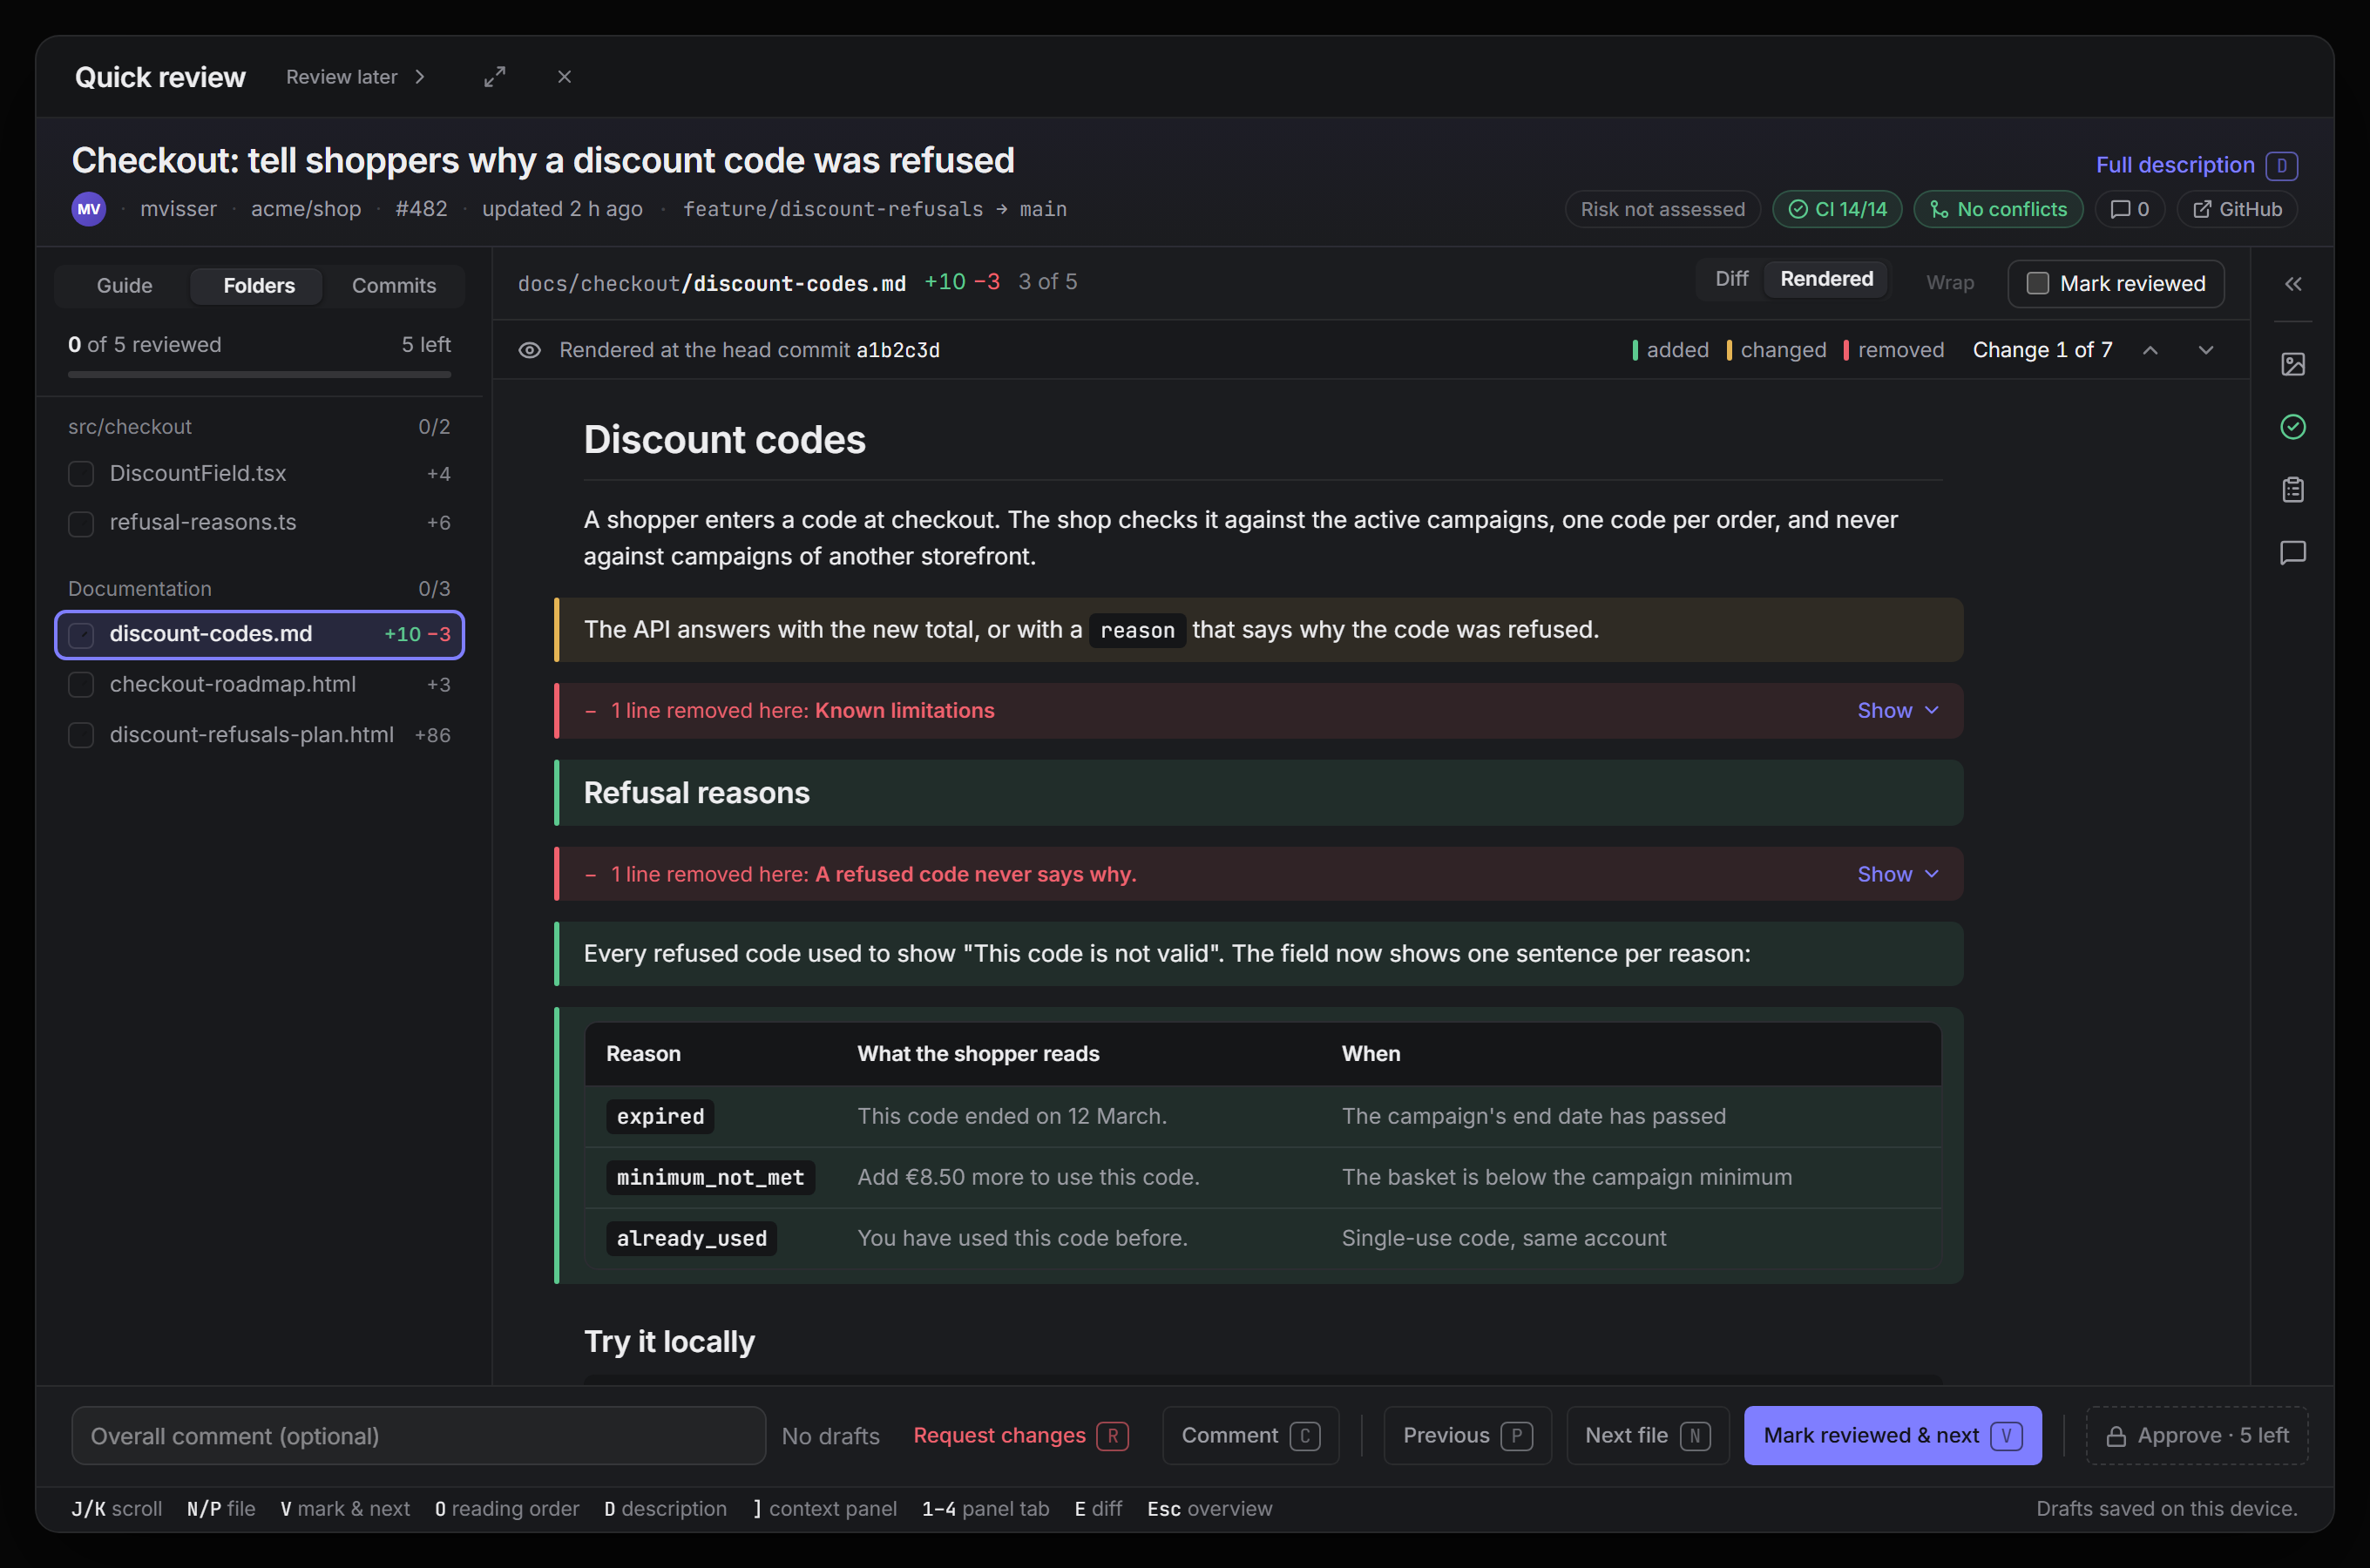 Quick review
Review later
Checkout: tell shoppers why a discount code was refused
Full description D
MV · mvisser · acme/shop · #482 · updated 2 h ago · feature/discount-refusals → main
Risk not assessed
CI 14/14
No conflicts
0
GitHub
Guide
Folders
Commits
0 of 5 reviewed
5 left
src/checkout 0/2
DiscountField.tsx +4
refusal-reasons.ts +6
Documentation 0/3
discount-codes.md +10 −3
checkout-roadmap.html +3
discount-refusals-plan.html +86
docs/checkout/discount-codes.md +10 −3 3 of 5
Diff
Rendered
Wrap
Mark reviewed
Rendered at the head commit a1b2c3d
added
changed
removed
Change 1 of 7
Discount codes
A shopper enters a code at checkout. The shop checks it against the active campaigns, one code per order, and never
against campaigns of another storefront.
The API answers with the new total, or with a reason that says why the code was refused.
− 1 line removed here: Known limitations
Show
Refusal reasons
− 1 line removed here: A refused code never says why.
Show
Every refused code used to show "This code is not valid". The field now shows one sentence per reason:
Reason What the shopper reads When
expired This code ended on 12 March. The campaign's end date has passed
minimum_not_met Add €8.50 more to use this code. The basket is below the campaign minimum
already_used You have used this code before. Single-use code, same account
Try it locally
Overall comment (optional)
No drafts
Request changes R
Comment C
Previous P
Next file N
Mark reviewed & next V
Approve · 5 left
J/K scroll N/P file V mark & next O reading order D description ] context panel 1–4 panel tab E diff Esc overview
Drafts saved on this device.